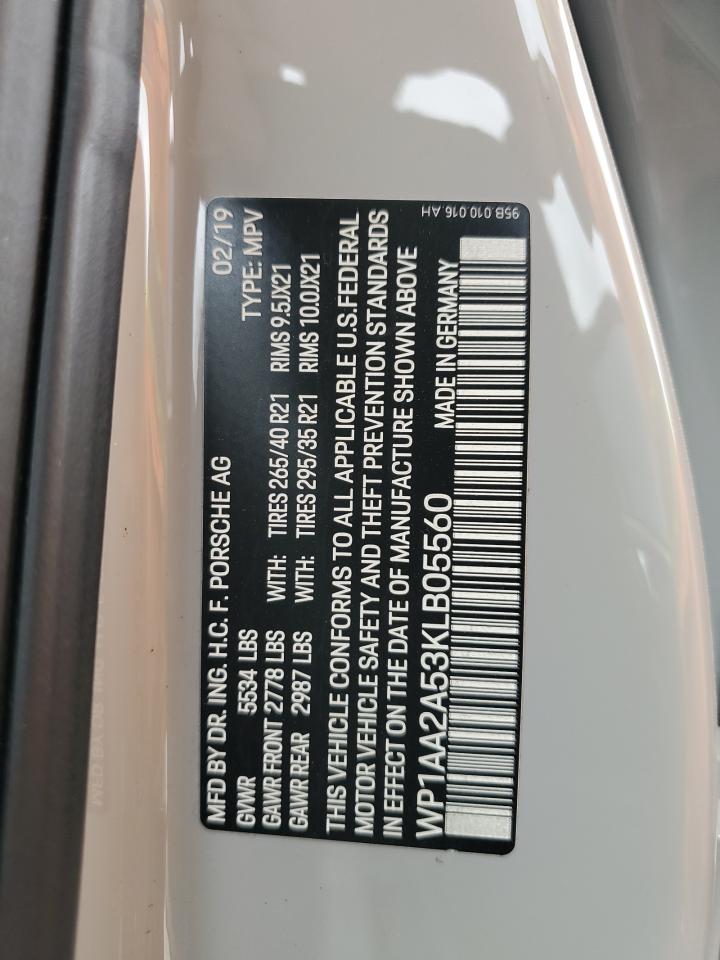 MFD BY DR. ING. H.C. F. PORSCHE AG 02/19
GVWR 5534 LBS TYPE: MPV
GAWR FRONT 2778 LBS WITH: TIRES 265/40 R21 RIMS 9.5JX21
GAWR REAR 2987 LBS WITH: TIRES 295/35 R21 RIMS 10.0JX21
THIS VEHICLE CONFORMS TO ALL APPLICABLE U.S.FEDERAL
MOTOR VEHICLE SAFETY AND THEFT PREVENTION STANDARDS
IN EFFECT ON THE DATE OF MANUFACTURE SHOWN ABOVE
WP1AA2A53KLB05560 MADE IN GERMANY
95B.010.016.AH